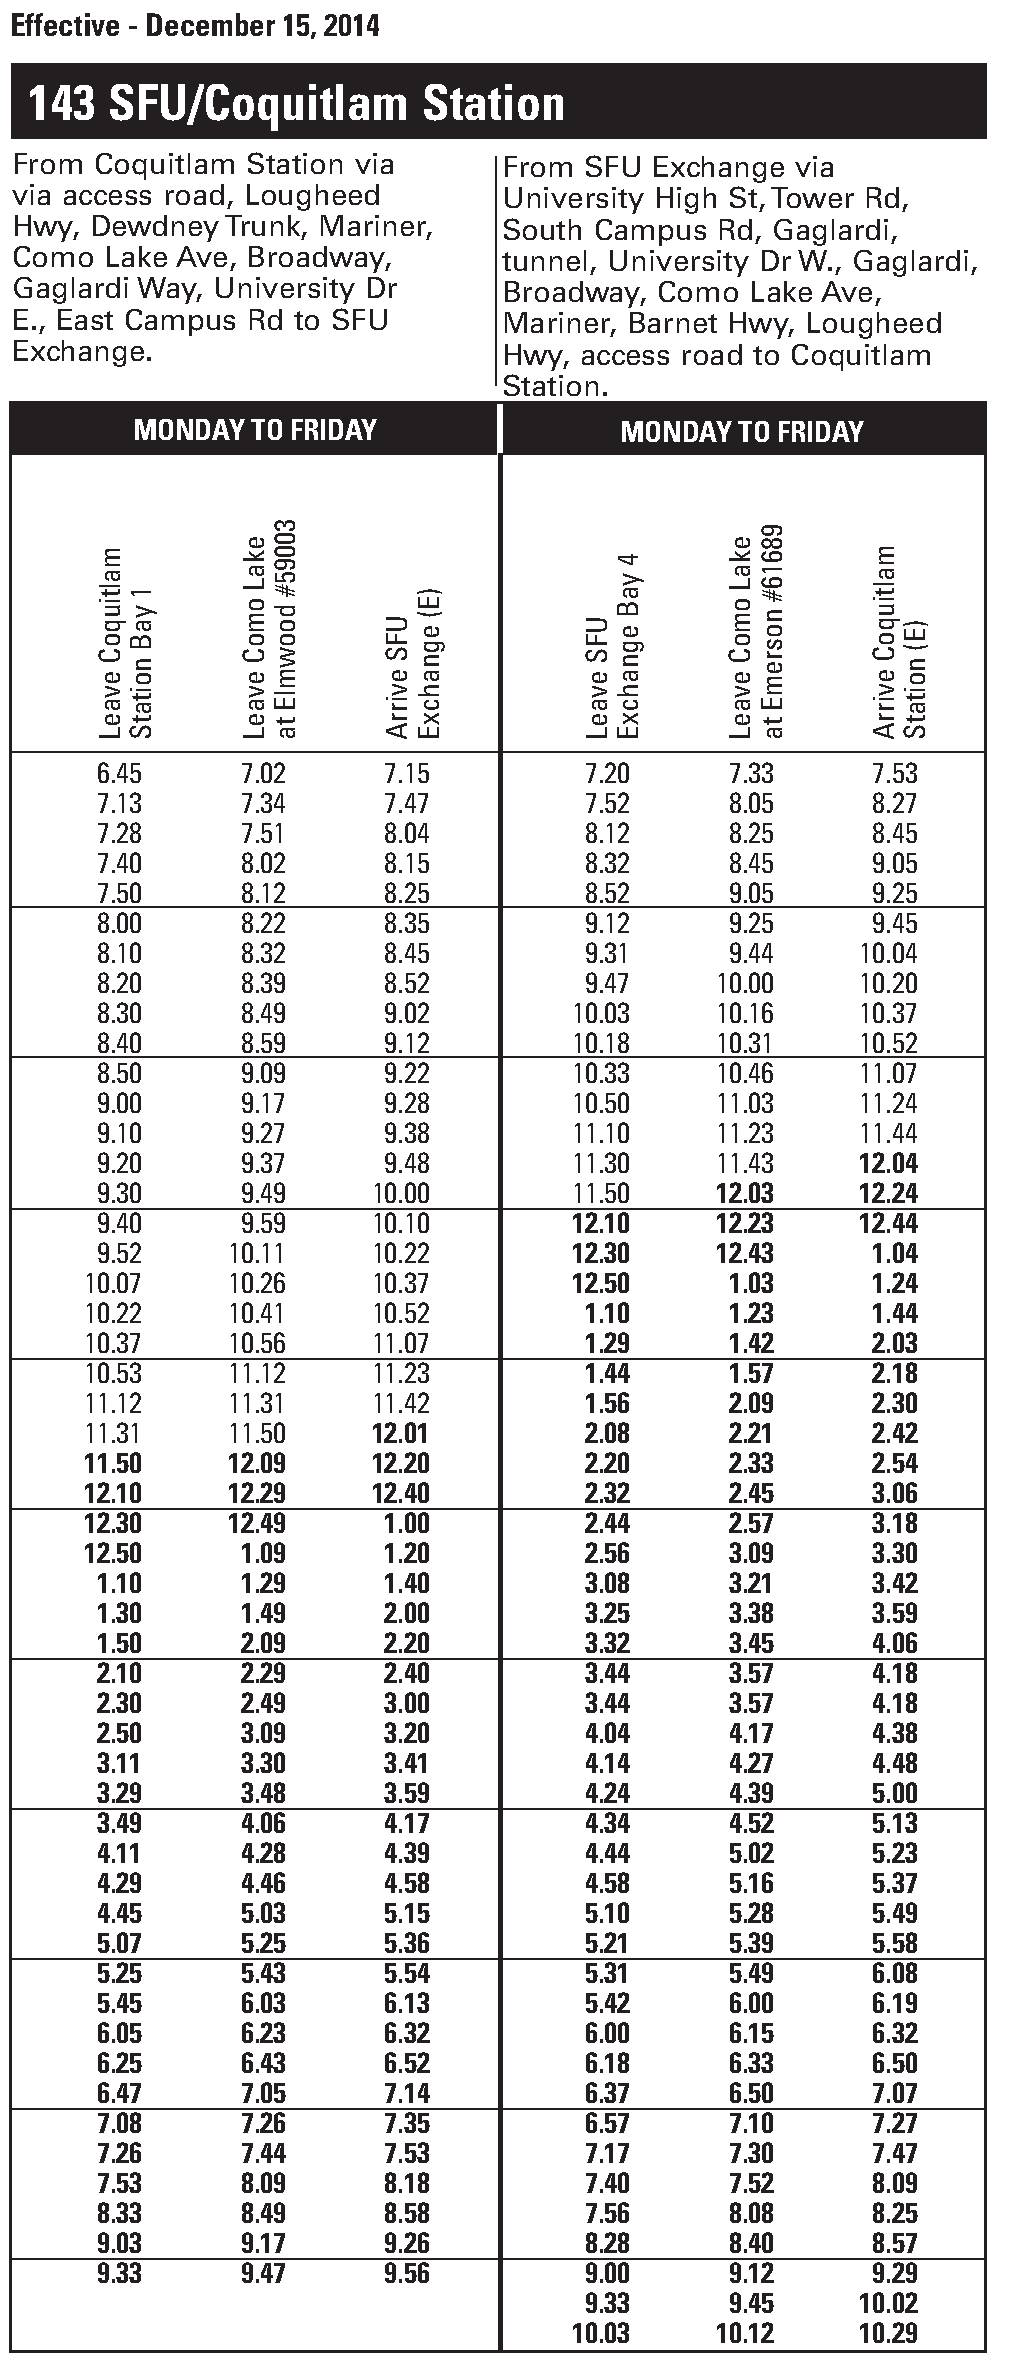 Effective - December 15, 2014
143 SFU/Coquitlam Station
From Coquitlam Station via
via access road, Lougheed
Hwy, Dewdney Trunk, Mariner,
Como Lake Ave, Broadway,
Gaglardi Way, University Dr
E., East Campus Rd to SFU
Exchange.
From SFU Exchange via
University High St, Tower Rd,
South Campus Rd, Gaglardi,
tunnel, University Dr W., Gaglardi,
Broadway, Como Lake Ave,
Mariner, Barnet Hwy, Lougheed
Hwy, access road to Coquitlam
Station.
MONDAY TO FRIDAY
Leave Coquitlam
Station Bay 1
Leave Como Lake
at Elmwood #59003
Arrive SFU
Exchange (E)
6.45 7.02 7.15
7.13 7.34 7.47
7.28 7.51 8.04
7.40 8.02 8.15
7.50 8.12 8.25
8.00 8.22 8.35
8.10 8.32 8.45
8.20 8.39 8.52
8.30 8.49 9.02
8.40 8.59 9.12
8.50 9.09 9.22
9.00 9.17 9.28
9.10 9.27 9.38
9.20 9.37 9.48
9.30 9.49 10.00
9.40 9.59 10.10
9.52 10.11 10.22
10.07 10.26 10.37
10.22 10.41 10.52
10.37 10.56 11.07
10.53 11.12 11.23
11.12 11.31 11.42
11.31 11.50 12.01
11.50 12.09 12.20
12.10 12.29 12.40
12.30 12.49 1.00
12.50 1.09 1.20
1.10 1.29 1.40
1.30 1.49 2.00
1.50 2.09 2.20
2.10 2.29 2.40
2.30 2.49 3.00
2.50 3.09 3.20
3.11 3.30 3.41
3.29 3.48 3.59
3.49 4.06 4.17
4.11 4.28 4.39
4.29 4.46 4.58
4.45 5.03 5.15
5.07 5.25 5.36
5.25 5.43 5.54
5.45 6.03 6.13
6.05 6.23 6.32
6.25 6.43 6.52
6.47 7.05 7.14
7.08 7.26 7.35
7.26 7.44 7.53
7.53 8.09 8.18
8.33 8.49 8.58
9.03 9.17 9.26
9.33 9.47 9.56
MONDAY TO FRIDAY
Leave SFU
Exchange Bay 4
Leave Como Lake
at Emerson #61689
Arrive Coquitlam
Station (E)
7.20 7.33 7.53
7.52 8.05 8.27
8.12 8.25 8.45
8.32 8.45 9.05
8.52 9.05 9.25
9.12 9.25 9.45
9.31 9.44 10.04
9.47 10.00 10.20
10.03 10.16 10.37
10.18 10.31 10.52
10.33 10.46 11.07
10.50 11.03 11.24
11.10 11.23 11.44
11.30 11.43 12.04
11.50 12.03 12.24
12.10 12.23 12.44
12.30 12.43 1.04
12.50 1.03 1.24
1.10 1.23 1.44
1.29 1.42 2.03
1.44 1.57 2.18
1.56 2.09 2.30
2.08 2.21 2.42
2.20 2.33 2.54
2.32 2.45 3.06
2.44 2.57 3.18
2.56 3.09 3.30
3.08 3.21 3.42
3.25 3.38 3.59
3.32 3.45 4.06
3.44 3.57 4.18
3.44 3.57 4.18
4.04 4.17 4.38
4.14 4.27 4.48
4.24 4.39 5.00
4.34 4.52 5.13
4.44 5.02 5.23
4.58 5.16 5.37
5.10 5.28 5.49
5.21 5.39 5.58
5.31 5.49 6.08
5.42 6.00 6.19
6.00 6.15 6.32
6.18 6.33 6.50
6.37 6.50 7.07
6.57 7.10 7.27
7.17 7.30 7.47
7.40 7.52 8.09
7.56 8.08 8.25
8.28 8.40 8.57
9.00 9.12 9.29
9.33 9.45 10.02
10.03 10.12 10.29